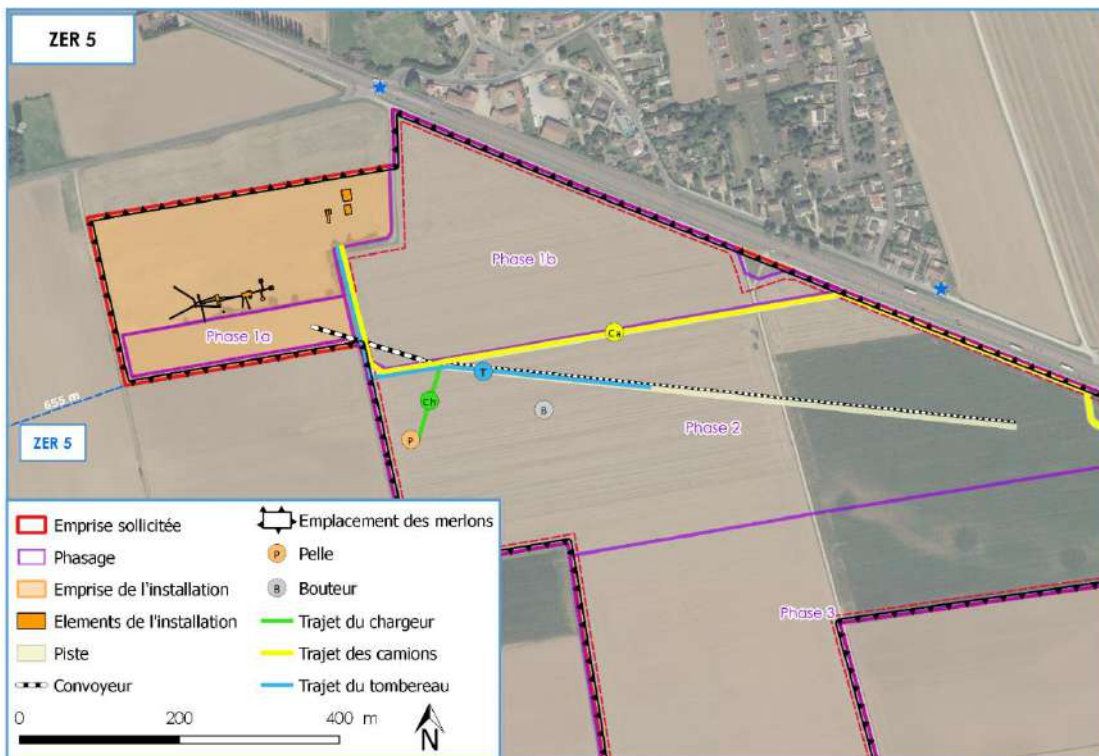 ZER 5
Phase 1b
Ca
Phase 1a
T
Ch
B
655 m
Phase 2
P
ZER 5
Emprise sollicitée
Phasage
Emprise de l'installation
Elements de l'installation
Piste
Convoyeur
Emplacement des merlons
P Pelle
B Bouteur
Trajet du chargeur
Trajet des camions
Trajet du tombereau
Phase 3
0 200 400 m
N